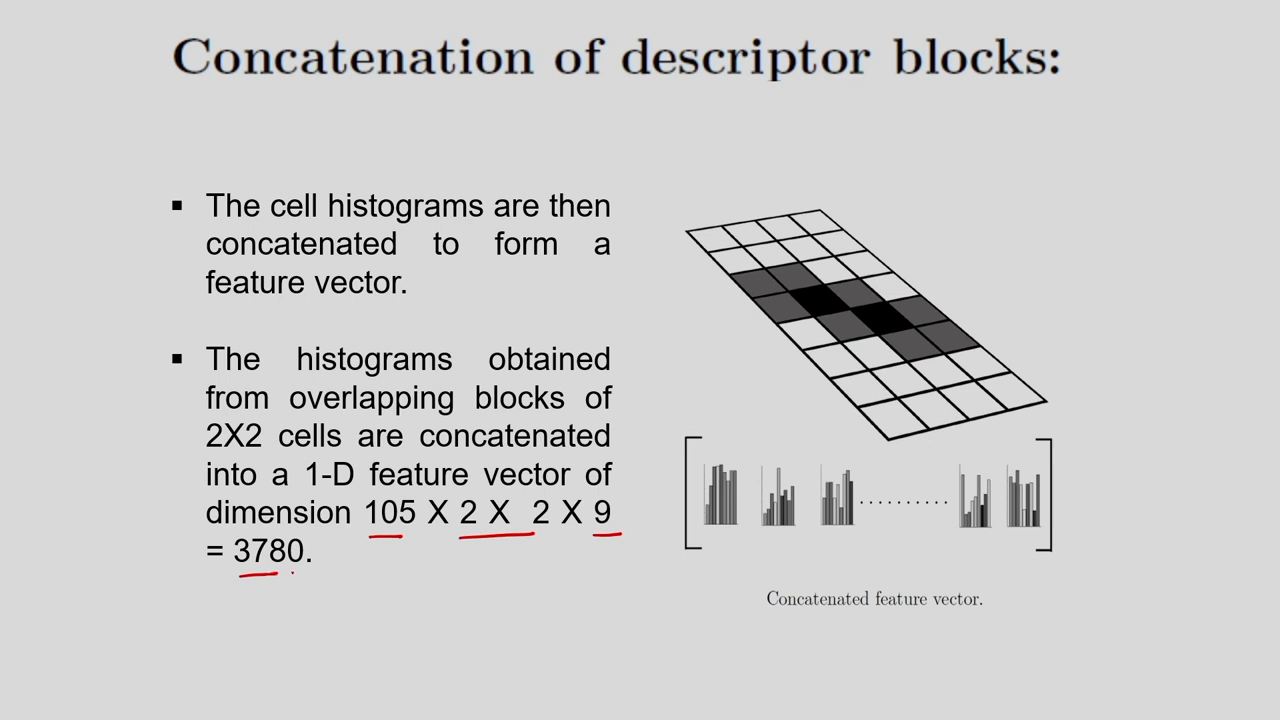 Concatenation of descriptor blocks:
▪ The cell histograms are then
concatenated to form a
feature vector.
▪ The histograms obtained
from overlapping blocks of
2X2 cells are concatenated
into a 1-D feature vector of
dimension 105 X 2 X 2 X 9
= 3780.
Concatenated feature vector.